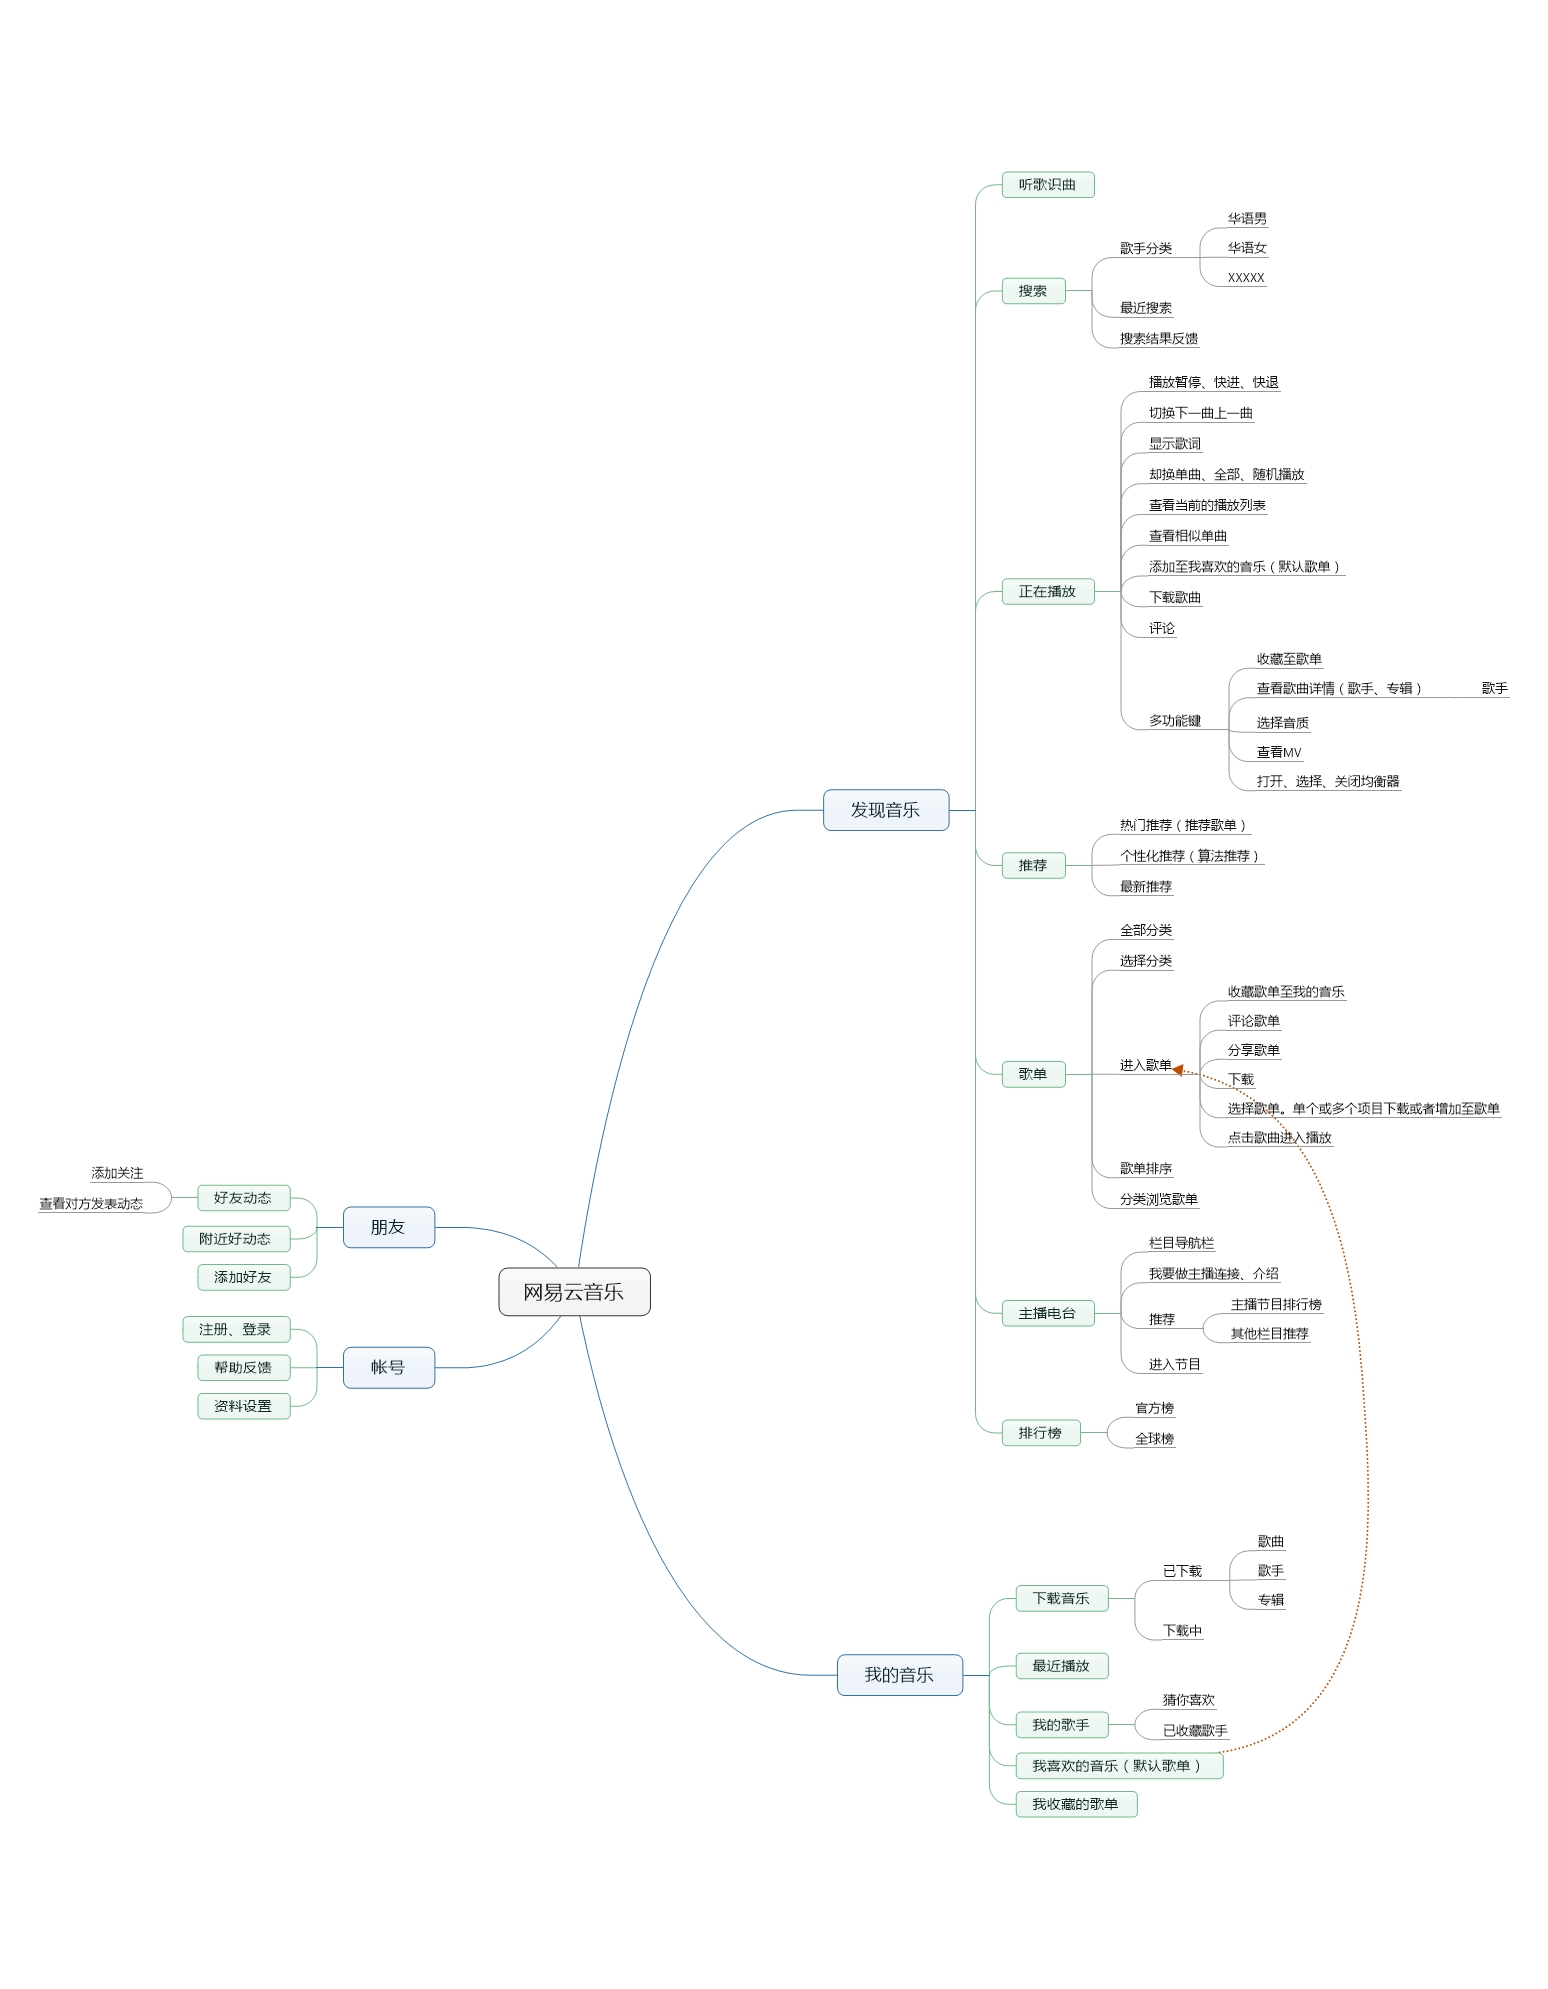 网易云音乐
发现音乐
听歌识曲
搜索
歌手分类
华语男
华语女
XXXXX
最近搜索
搜索结果反馈
正在播放
播放暂停、快进、快退
切换下一曲上一曲
显示歌词
却换单曲、全部、随机播放
查看当前的播放列表
查看相似单曲
添加至我喜欢的音乐（默认歌单）
下载歌曲
评论
多功能键
收藏至歌单
查看歌曲详情（歌手、专辑）
歌手
选择音质
查看MV
打开、选择、关闭均衡器
推荐
热门推荐（推荐歌单）
个性化推荐（算法推荐）
最新推荐
歌单
全部分类
选择分类
进入歌单
收藏歌单至我的音乐
评论歌单
分享歌单
下载
选择歌单。单个或多个项目下载或者增加至歌单
点击歌曲进入播放
歌单排序
分类浏览歌单
主播电台
栏目导航栏
我要做主播连接、介绍
推荐
主播节目排行榜
其他栏目推荐
进入节目
排行榜
官方榜
全球榜
我的音乐
下载音乐
已下载
歌曲
歌手
专辑
下载中
最近播放
我的歌手
猜你喜欢
已收藏歌手
我喜欢的音乐（默认歌单）
我收藏的歌单
朋友
好友动态
添加关注
查看对方发表动态
附近好动态
添加好友
帐号
注册、登录
帮助反馈
资料设置